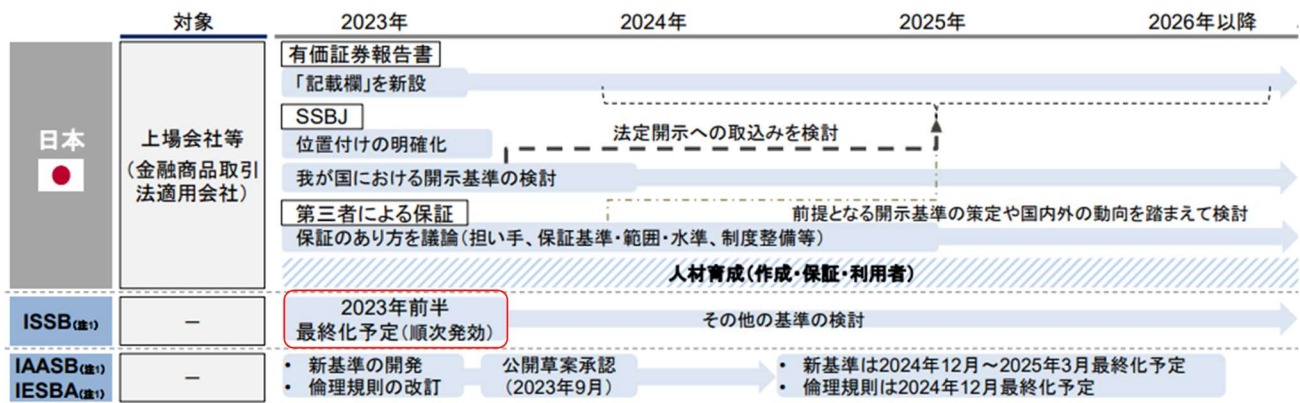 対象
2023年
2024年
2025年
2026年以降
日本
上場会社等
(金融商品取引
法適用会社)
有価証券報告書
「記載欄」を新設
SSBJ
位置付けの明確化
法定開示への取込みを検討
我が国における開示基準の検討
第三者による保証
前提となる開示基準の策定や国内外の動向を踏まえて検討
保証のあり方を議論(担い手、保証基準・範囲・水準、制度整備等)
人材育成(作成・保証・利用者)
ISSB(注1)
－
2023年前半
最終化予定(順次発効)
その他の基準の検討
IAASB(注1)
IESBA(注1)
－
• 新基準の開発
• 倫理規則の改訂
公開草案承認
(2023年9月)
• 新基準は2024年12月～2025年3月最終化予定
• 倫理規則は2024年12月最終化予定